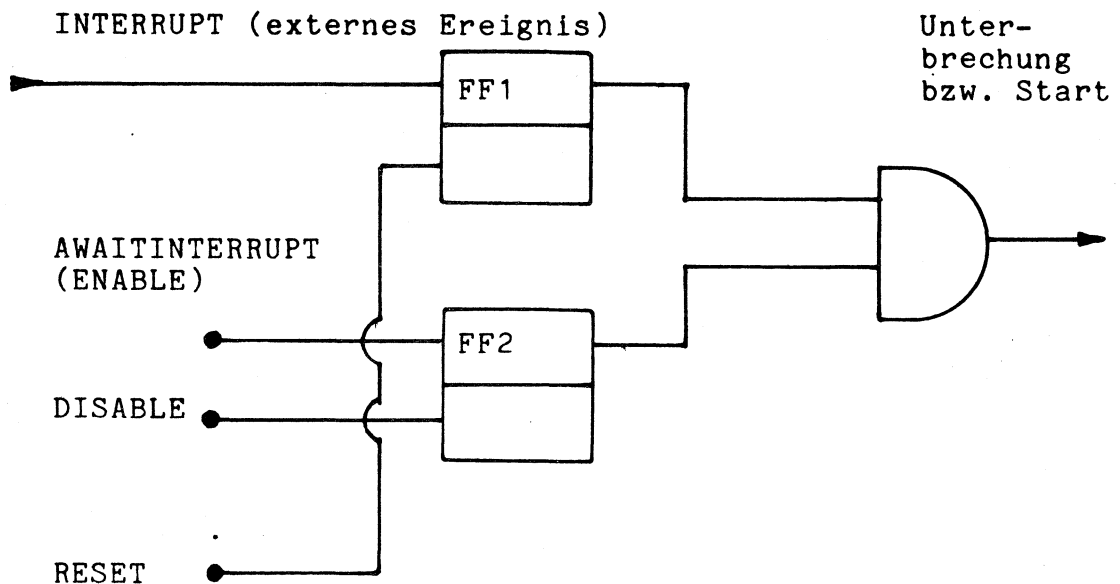 INTERRUPT (externes Ereignis)
Unter-
brechung
bzw. Start
FF1
AWAITINTERRUPT
(ENABLE)
FF2
DISABLE
RESET